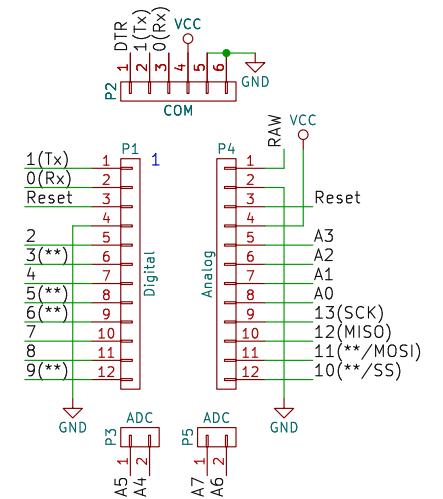 DTR
1(Tx)
0(Rx)
VCC
1 2 3 4 5 6
GND
P2
COM
RAW
VCC
P1 1
P4
1(Tx) 1
0(Rx) 2
Reset 3
4
2 5
3(**) 6
4 7
5(**) 8
6(**) 9
7 10
8 11
9(**) 12
Digital
Analog
1
2
3 Reset
4
5 A3
6 A2
7 A1
8 A0
9 13(SCK)
10 12(MISO)
11 11(**/MOSI)
12 10(**/SS)
GND
GND
P3
ADC
1 2
A5 A4
P5
ADC
1 2
A7 A6